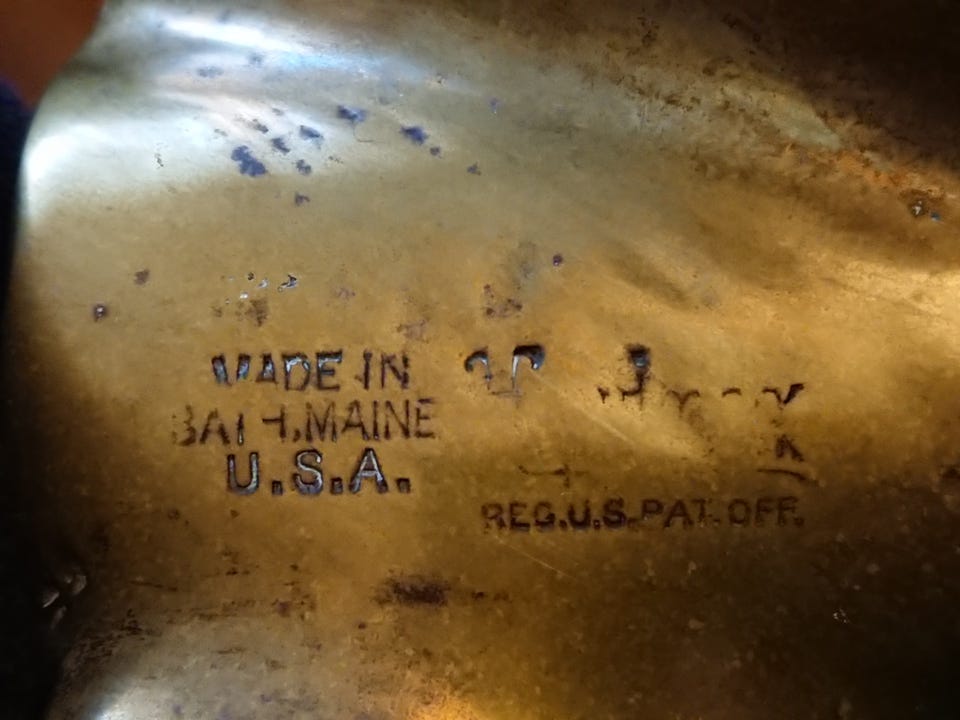 MADE IN
BATH, MAINE
U.S.A.
REG. U.S. PAT. OFF.